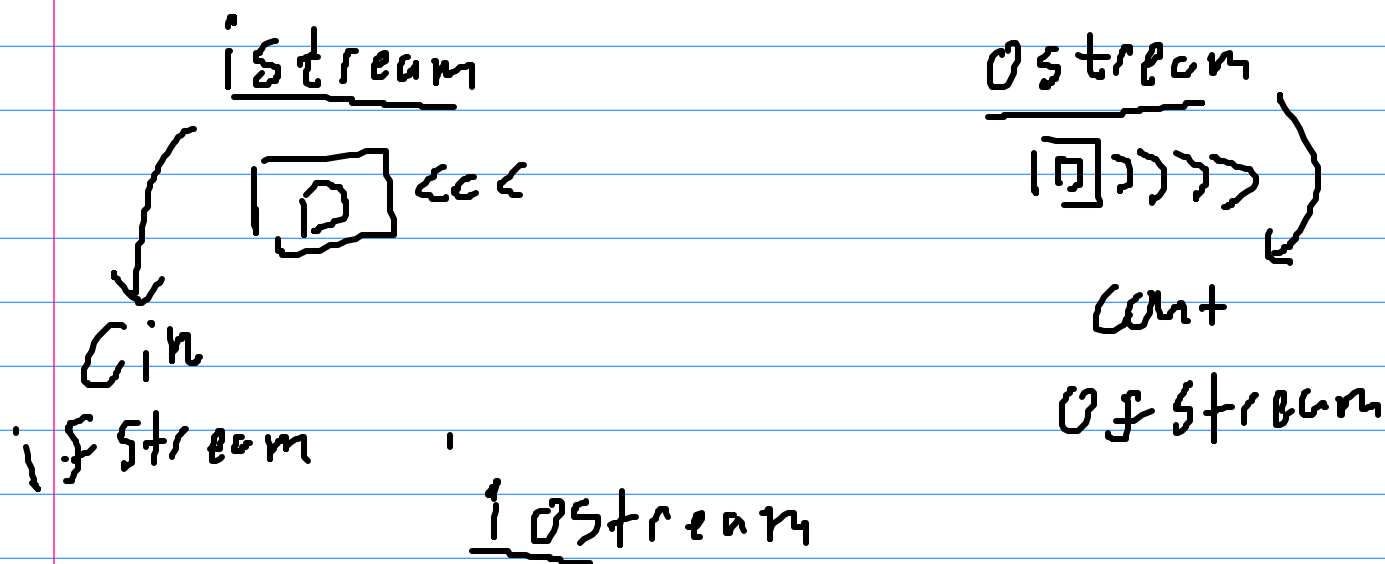 istream ostream
<<< >>>>
cin cout
ifstream ofstream
iostream